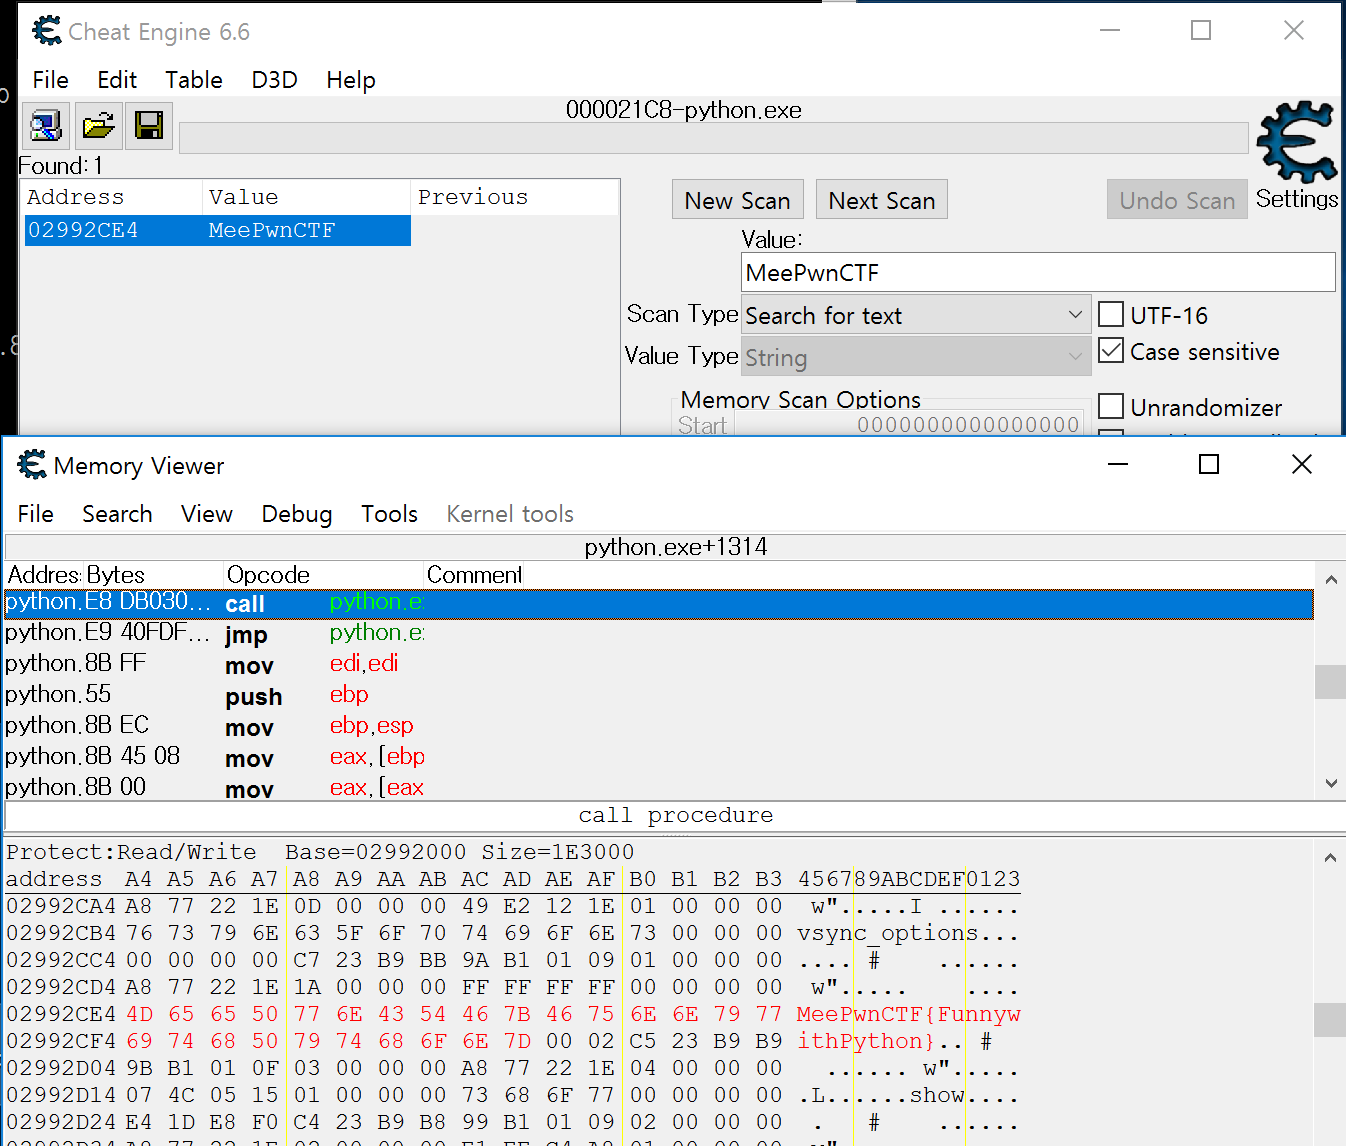 Cheat Engine 6.6
File Edit Table D3D Help
000021C8-python.exe
Found: 1
Address Value Previous
02992CE4 MeePwnCTF
New Scan Next Scan Undo Scan Settings
Value:
MeePwnCTF
Scan Type Search for text UTF-16
Value Type String Case sensitive
Memory Scan Options Unrandomizer
Start 0000000000000000
Memory Viewer
File Search View Debug Tools Kernel tools
python.exe+1314
Addres Bytes Opcode Comment
python. E8 DB030... call python.e
python. E9 40FDF... jmp python.e
python. 8B FF mov edi,edi
python. 55 push ebp
python. 8B EC mov ebp,esp
python. 8B 45 08 mov eax,[ebp
python. 8B 00 mov eax,[eax
call procedure
Protect:Read/Write Base=02992000 Size=1E3000
address A4 A5 A6 A7 A8 A9 AA AB AC AD AE AF B0 B1 B2 B3 456789ABCDEF0123
02992CA4 A8 77 22 1E 0D 00 00 00 49 E2 12 1E 01 00 00 00 w".....I ......
02992CB4 76 73 79 6E 63 5F 6F 70 74 69 6F 6E 73 00 00 00 vsync_options...
02992CC4 00 00 00 00 C7 23 B9 BB 9A B1 01 09 01 00 00 00 .... # ......
02992CD4 A8 77 22 1E 1A 00 00 00 FF FF FF FF 00 00 00 00 w"..... ....
02992CE4 4D 65 65 50 77 6E 43 54 46 7B 46 75 6E 6E 79 77 MeePwnCTF{Funnyw
02992CF4 69 74 68 50 79 74 68 6F 6E 7D 00 02 C5 23 B9 B9 ithPython}.. #
02992D04 9B B1 01 0F 03 00 00 00 A8 77 22 1E 04 00 00 00 ...... w".....
02992D14 07 4C 05 15 01 00 00 00 73 68 6F 77 00 00 00 00 .L......show....
02992D24 E4 1D E8 F0 C4 23 B9 B8 99 B1 01 09 02 00 00 00 . # ......